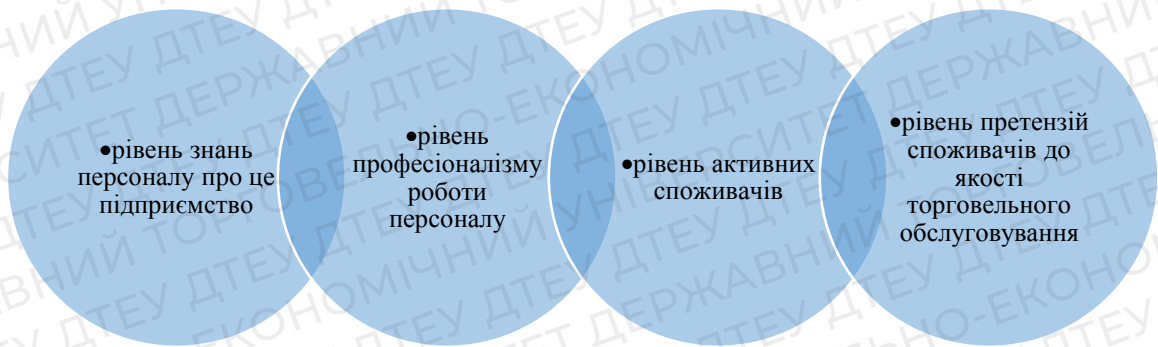 •рівень знань
персоналу про це
підприємство
•рівень
професіоналізму
роботи
персоналу
•рівень активних
споживачів
•рівень претензій
споживачів до
якості
торговельного
обслуговування